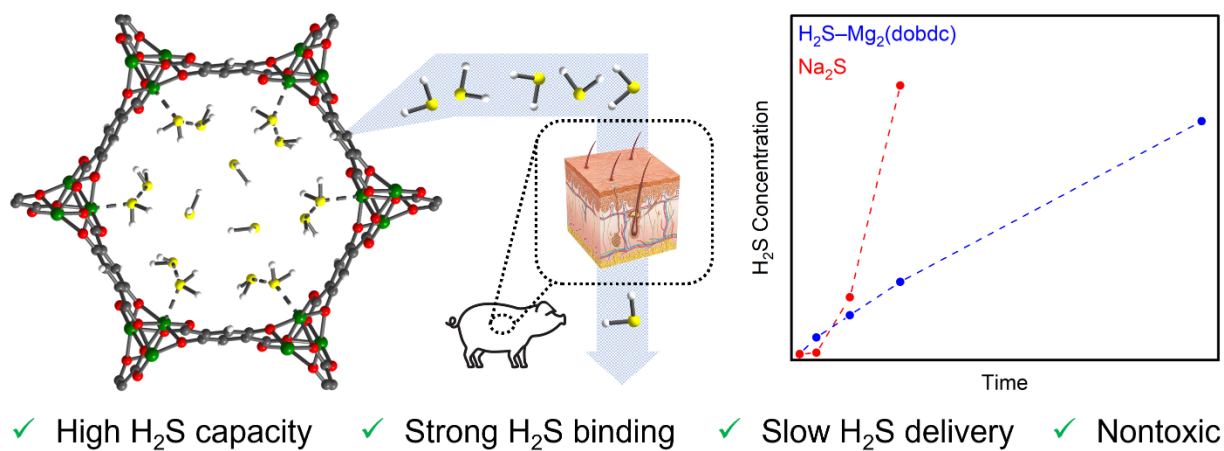 H₂S–Mg₂(dobdc)
Na₂S
H₂S Concentration
Time
✓ High H₂S capacity ✓ Strong H₂S binding ✓ Slow H₂S delivery ✓ Nontoxic